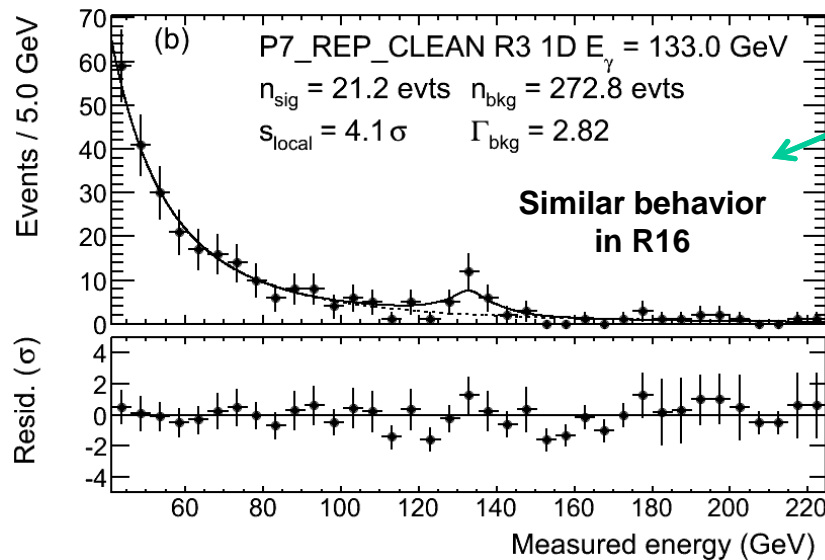 (b)
P7_REP_CLEAN R3 1D Eγ = 133.0 GeV
nsig = 21.2 evts nbkg = 272.8 evts
slocal = 4.1σ Γbkg = 2.82
Similar behavior
in R16
Events / 5.0 GeV
70
60
50
40
30
20
10
0
Resid. (σ)
4
2
0
-2
-4
60 80 100 120 140 160 180 200 220
Measured energy (GeV)